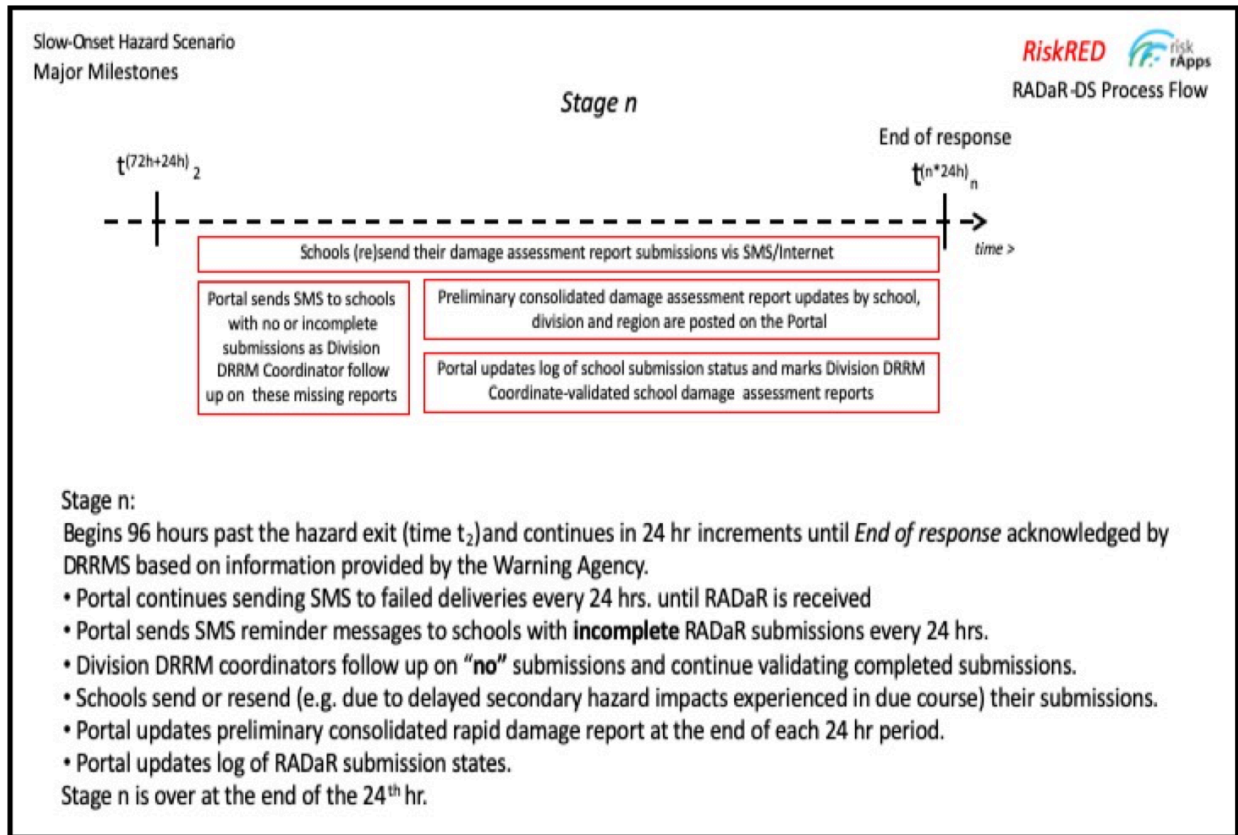 Slow-Onset Hazard Scenario
Major Milestones
RiskRED
risk
rApps
RADaR-DS Process Flow
Stage n
t(72h+24h)2
End of response
t(n*24h)n
time >
Schools (re)send their damage assessment report submissions vis SMS/Internet
Portal sends SMS to schools
with no or incomplete
submissions as Division
DRRM Coordinator follow
up on these missing reports
Preliminary consolidated damage assessment report updates by school,
division and region are posted on the Portal
Portal updates log of school submission status and marks Division DRRM
Coordinate-validated school damage assessment reports
Stage n:
Begins 96 hours past the hazard exit (time t2)and continues in 24 hr increments until End of response acknowledged by
DRRMS based on information provided by the Warning Agency.
• Portal continues sending SMS to failed deliveries every 24 hrs. until RADaR is received
• Portal sends SMS reminder messages to schools with incomplete RADaR submissions every 24 hrs.
• Division DRRM coordinators follow up on “no” submissions and continue validating completed submissions.
• Schools send or resend (e.g. due to delayed secondary hazard impacts experienced in due course) their submissions.
• Portal updates preliminary consolidated rapid damage report at the end of each 24 hr period.
• Portal updates log of RADaR submission states.
Stage n is over at the end of the 24th hr.